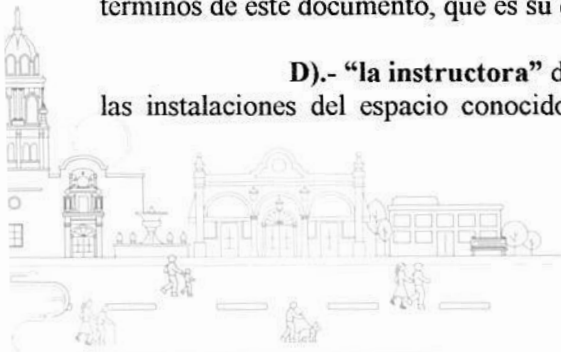 términos de este documento, que es su
D).- “la instructora”
las instalaciones del espacio conocido